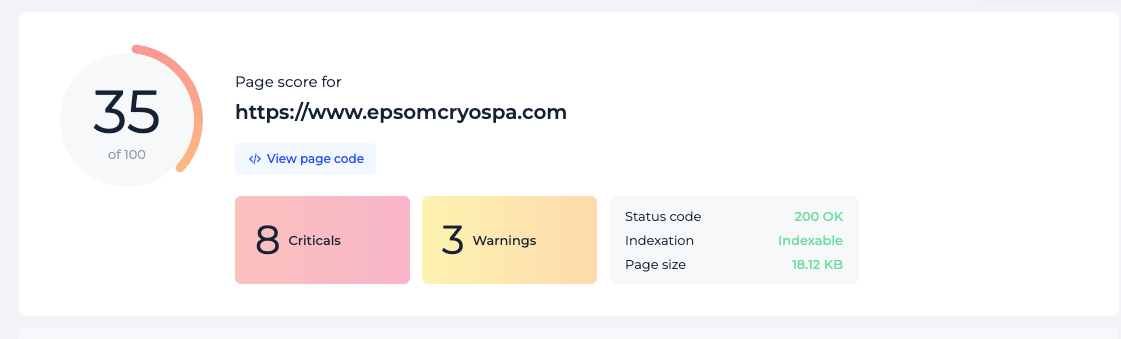 35
of 100
Page score for
https://www.epsomcryospa.com
</> View page code
8 Criticals
3 Warnings
Status code 200 OK
Indexation Indexable
Page size 18.12 KB